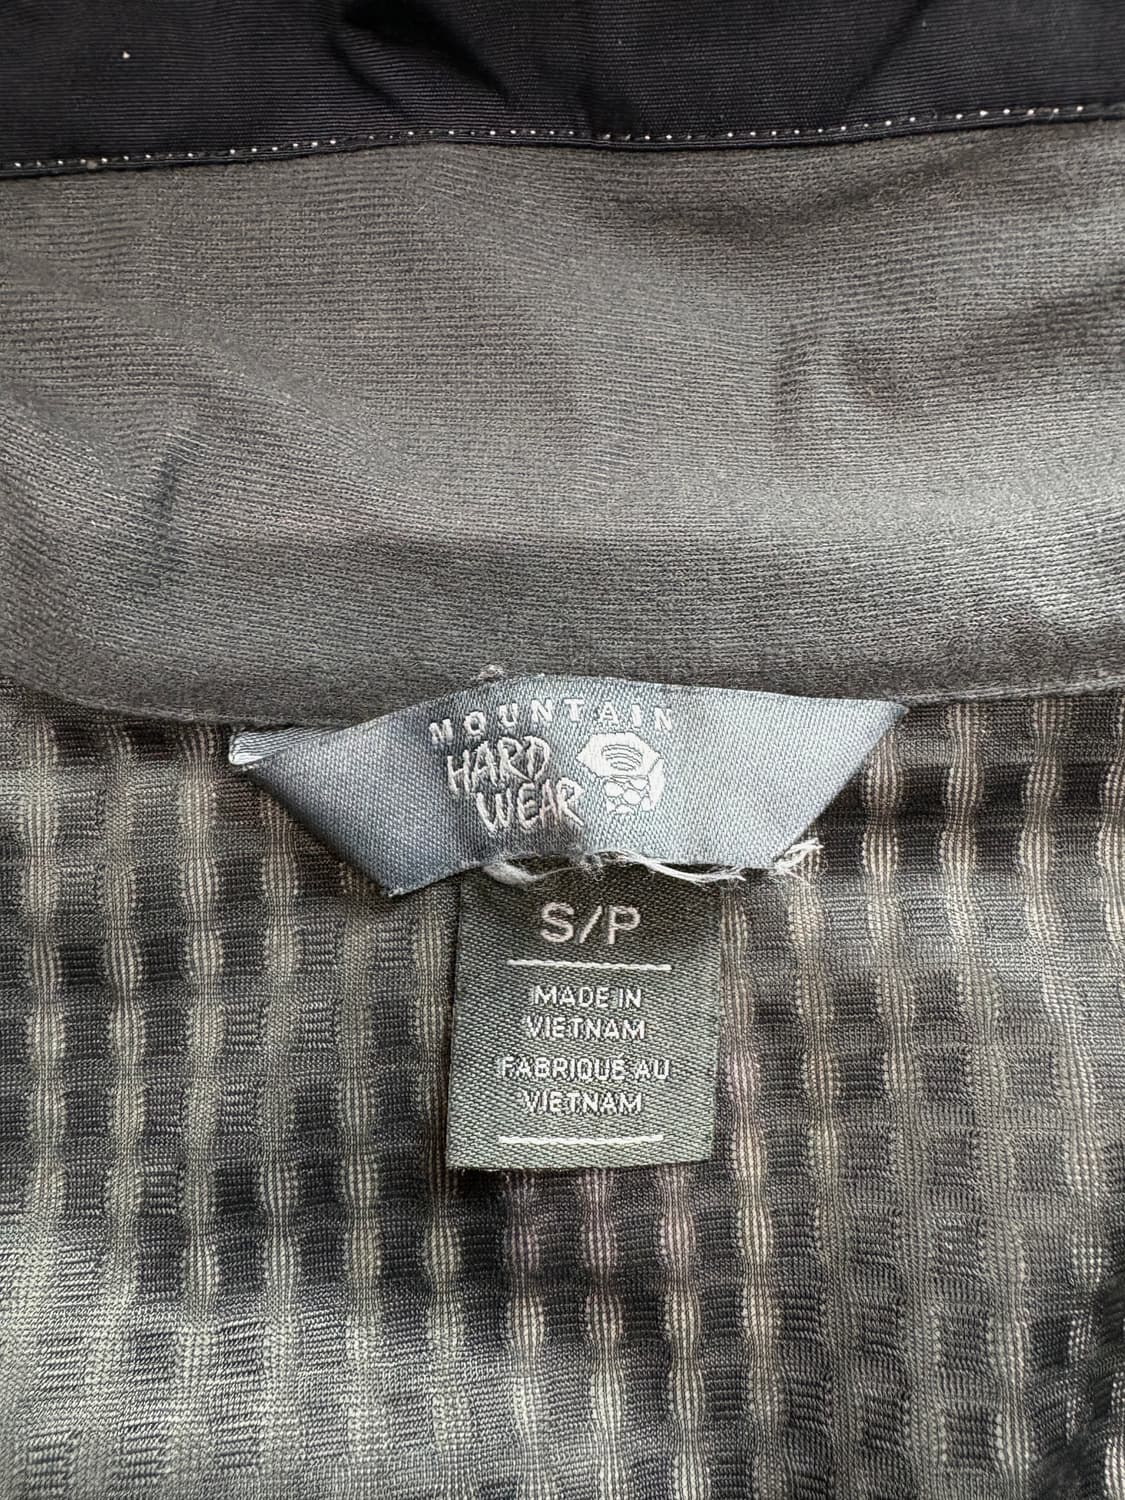 MOUNTAIN
HARD
WEAR
S/P
MADE IN
VIETNAM
FABRIQUÉ AU
VIETNAM